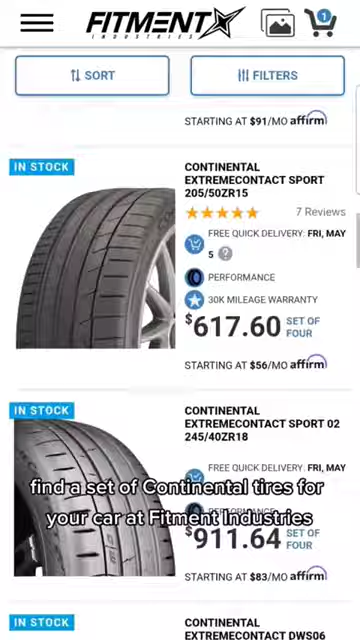 FITMENT
INDUSTRIES
1
SORT
FILTERS
STARTING AT $91/MO affirm
IN STOCK
CONTINENTAL
EXTREMECONTACT SPORT
205/50ZR15
7 Reviews
FREE QUICK DELIVERY: FRI, MAY
5 ?
PERFORMANCE
30K MILEAGE WARRANTY
$617.60 SET OF
FOUR
STARTING AT $56/MO affirm
IN STOCK
CONTINENTAL
EXTREMECONTACT SPORT 02
245/40ZR18
FREE QUICK DELIVERY: FRI, MAY
find a set of Continental tires for
PERFORMANCE
your car at Fitment Industries
$911.64 SET OF
FOUR
STARTING AT $83/MO affirm
IN STOCK
CONTINENTAL
EXTREMECONTACT DWS06